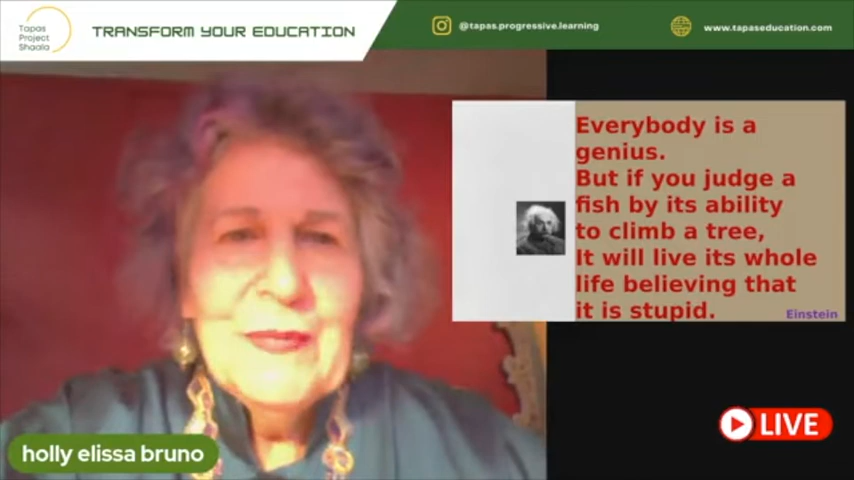 Tapas
Project
Shaala
TRANSFORM YOUR EDUCATION
@tapas.progressive.learning
www.tapaseducation.com
Everybody is a
genius.
But if you judge a
fish by its ability
to climb a tree,
It will live its whole
life believing that
it is stupid.
Einstein
LIVE
holly elissa bruno